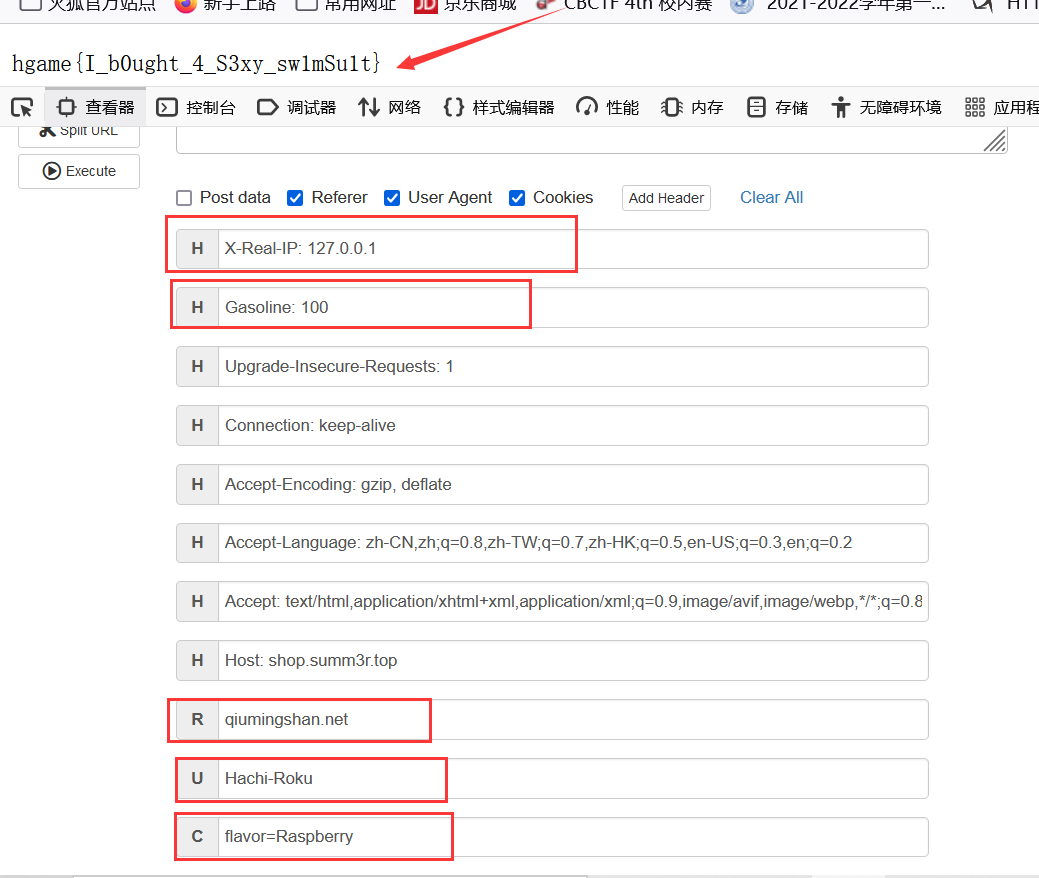 火狐官方站点 新手上路 常用网址 JD 京东商城 CBCTF 4th 校内赛 2021-2022学年第一...
hgame{I_b0ught_4_S3xy_sw1mSu1t}
查看器 控制台 调试器 网络 样式编辑器 性能 内存 存储 无障碍环境 应用程
Split URL
Execute
Post data Referer User Agent Cookies Add Header Clear All
H X-Real-IP: 127.0.0.1
H Gasoline: 100
H Upgrade-Insecure-Requests: 1
H Connection: keep-alive
H Accept-Encoding: gzip, deflate
H Accept-Language: zh-CN,zh;q=0.8,zh-TW;q=0.7,zh-HK;q=0.5,en-US;q=0.3,en;q=0.2
H Accept: text/html,application/xhtml+xml,application/xml;q=0.9,image/avif,image/webp,*/*;q=0.8
H Host: shop.summ3r.top
R qiumingshan.net
U Hachi-Roku
C flavor=Raspberry